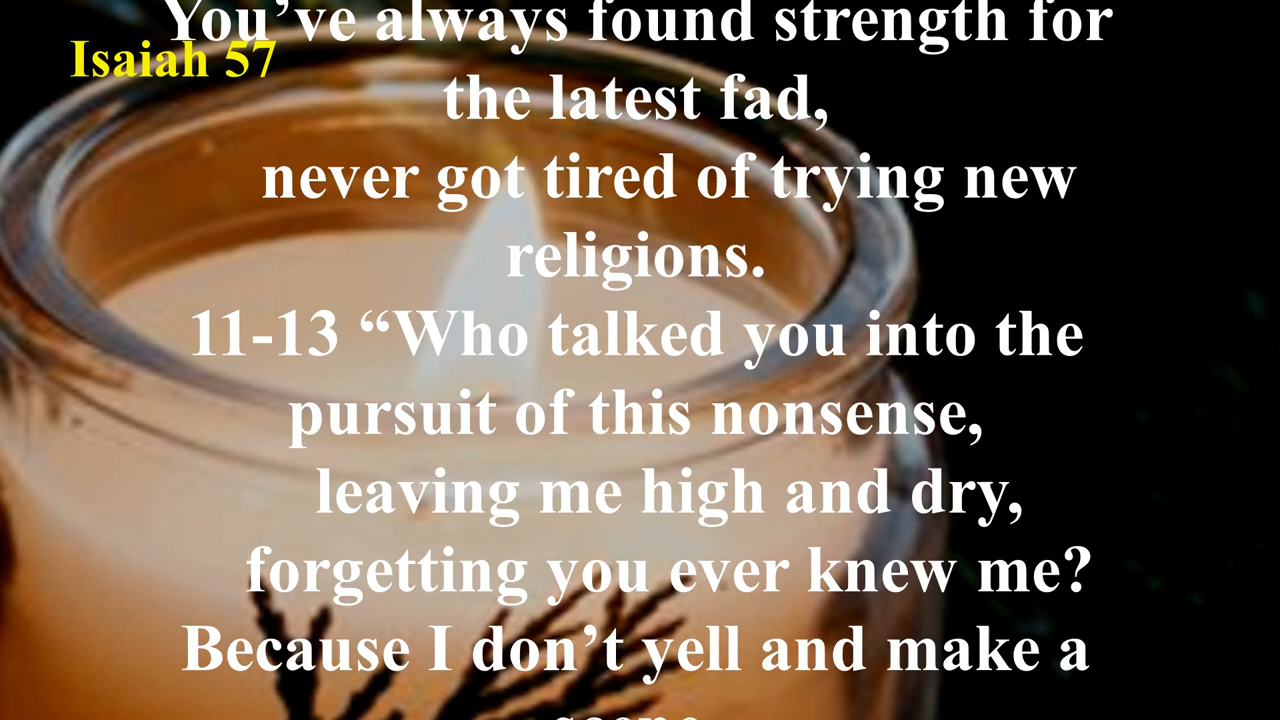 You’ve always found strength for
Isaiah 57
the latest fad,
never got tired of trying new
religions.
11-13 “Who talked you into the
pursuit of this nonsense,
leaving me high and dry,
forgetting you ever knew me?
Because I don’t yell and make a